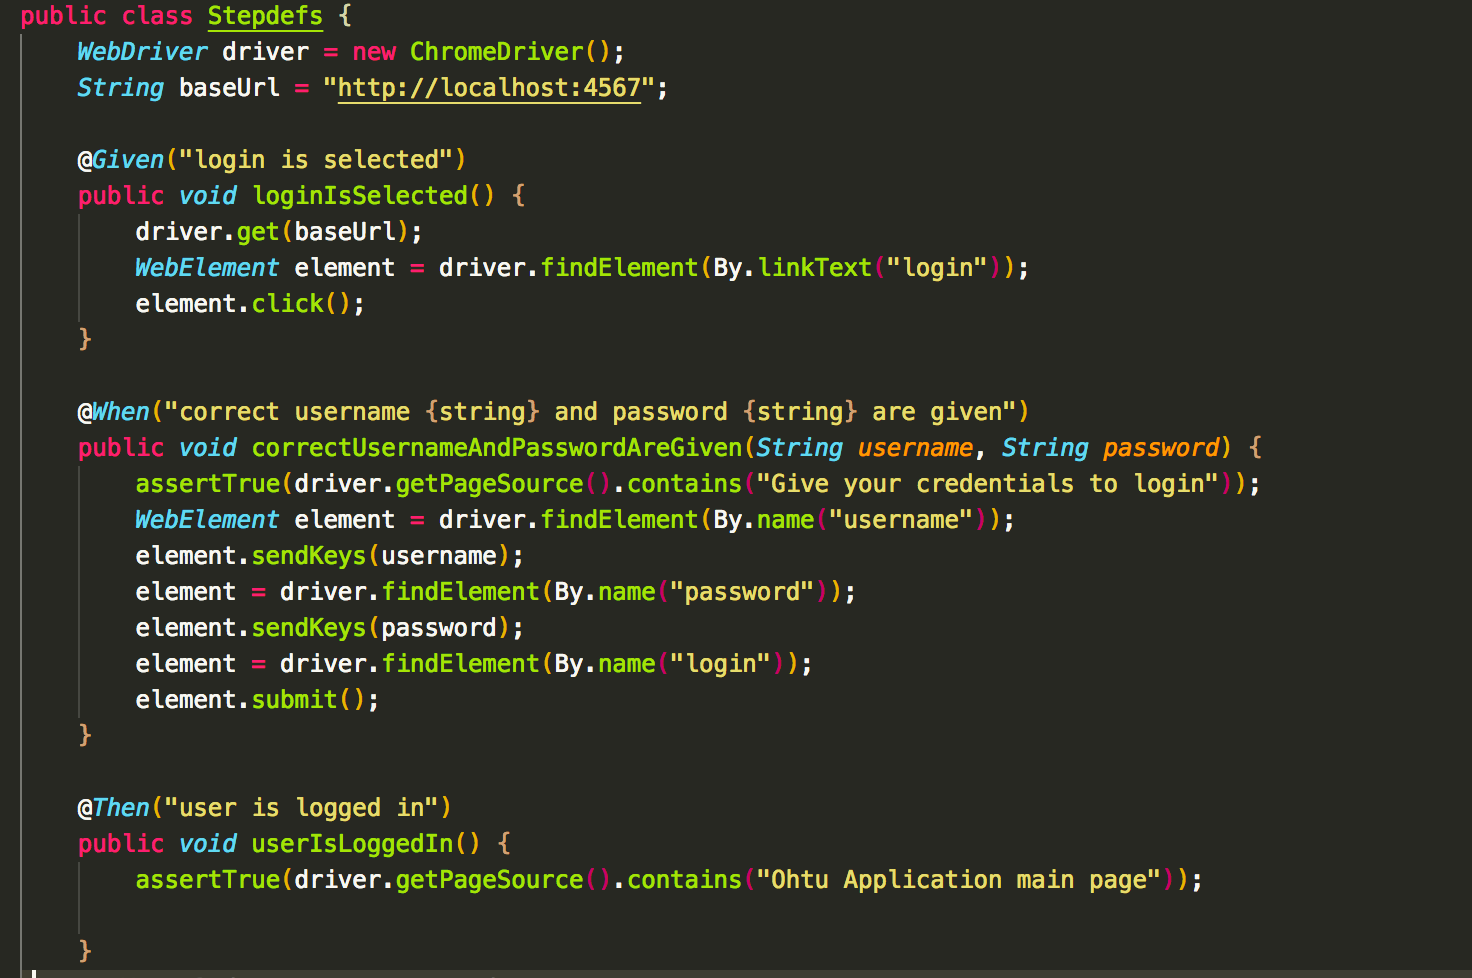 public class Stepdefs {
    WebDriver driver = new ChromeDriver();
    String baseUrl = "http://localhost:4567";
    @Given("login is selected")
    public void loginIsSelected() {
        driver.get(baseUrl);
        WebElement element = driver.findElement(By.linkText("login"));
        element.click();
    }
    @When("correct username {string} and password {string} are given")
    public void correctUsernameAndPasswordAreGiven(String username, String password) {
        assertTrue(driver.getPageSource().contains("Give your credentials to login"));
        WebElement element = driver.findElement(By.name("username"));
        element.sendKeys(username);
        element = driver.findElement(By.name("password"));
        element.sendKeys(password);
        element = driver.findElement(By.name("login"));
        element.submit();
    }
    @Then("user is logged in")
    public void userIsLoggedIn() {
        assertTrue(driver.getPageSource().contains("Ohtu Application main page"));
    }